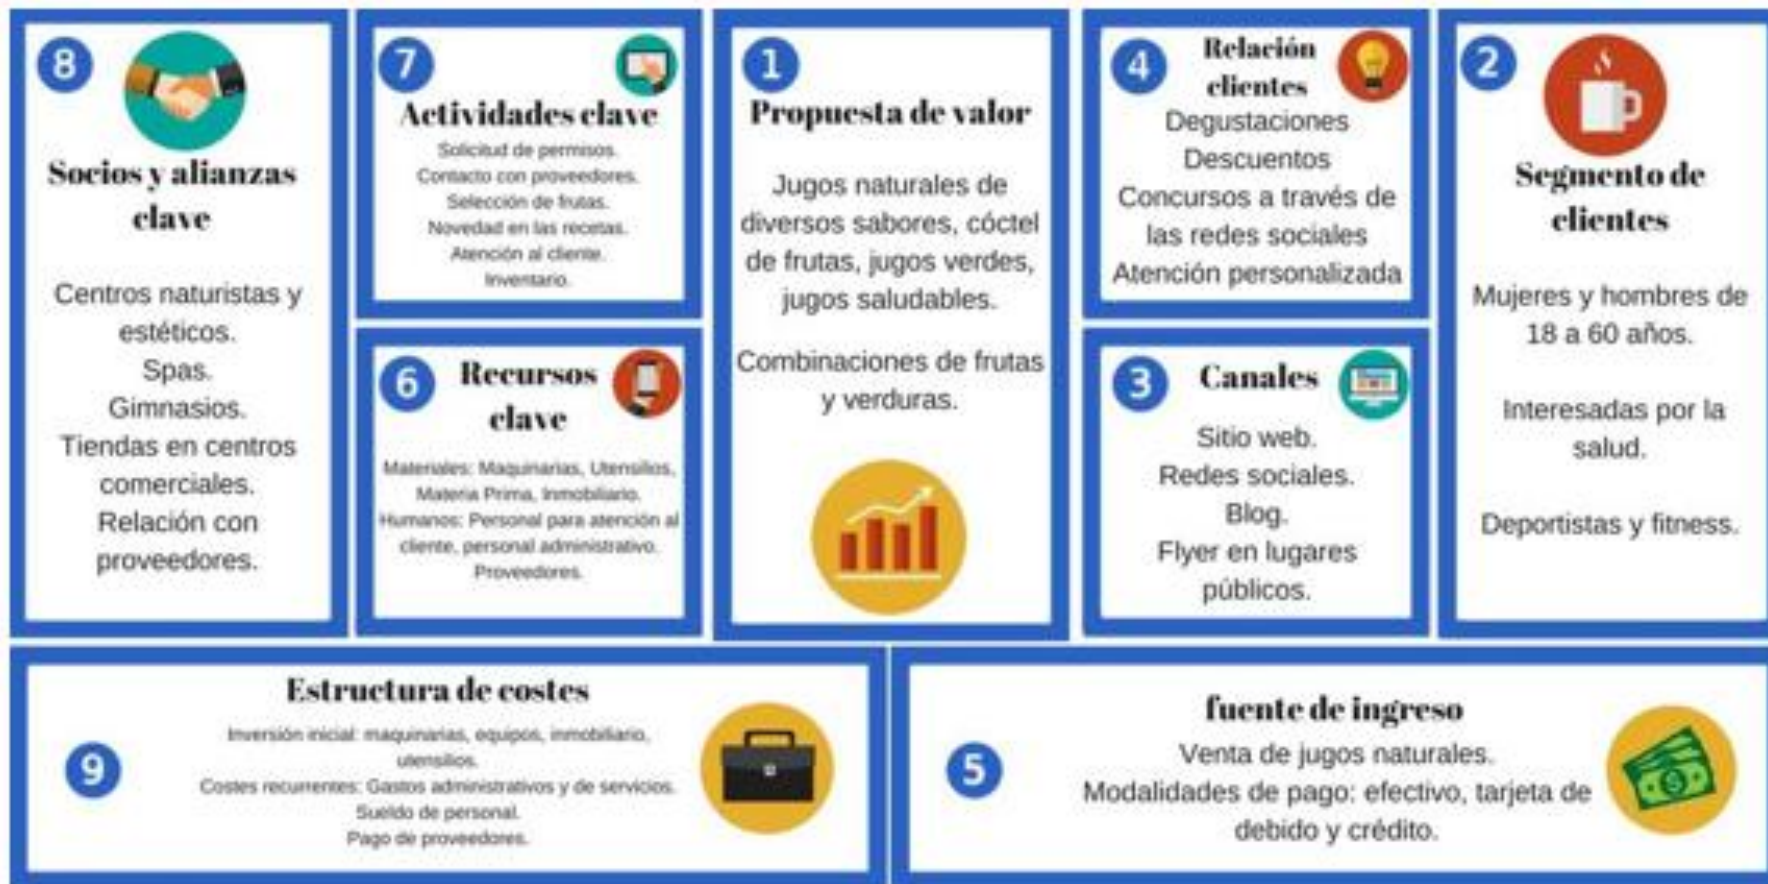 8
Socios y alianzas
clave
Centros naturistas y
estéticos.
Spas.
Gimnasios.
Tiendas en centros
comerciales.
Relación con
proveedores.
7
Actividades clave
Solicitud de permisos.
Contacto con proveedores.
Selección de frutas.
Novedad en las recetas.
Atención al cliente.
Inventario.
6
Recursos
clave
Materiales: Maquinarias, Utensilios,
Materia Prima, Inmobiliario.
Humanos: Personal para atención al
cliente, personal administrativo.
Proveedores.
1
Propuesta de valor
Jugos naturales de
diversos sabores, cóctel
de frutas, jugos verdes,
jugos saludables.
Combinaciones de frutas
y verduras.
4
Relación
clientes
Degustaciones
Descuentos
Concursos a través de
las redes sociales
Atención personalizada
3
Canales
Sitio web.
Redes sociales.
Blog.
Flyer en lugares
públicos.
2
Segmento de
clientes
Mujeres y hombres de
18 a 60 años.
Interesadas por la
salud.
Deportistas y fitness.
9
Estructura de costes
Inversión inicial: maquinarias, equipos, inmobiliario,
utensilios.
Costes recurrentes: Gastos administrativos y de servicios.
Sueldo de personal.
Pago de proveedores.
5
fuente de ingreso
Venta de jugos naturales.
Modalidades de pago: efectivo, tarjeta de
debido y crédito.